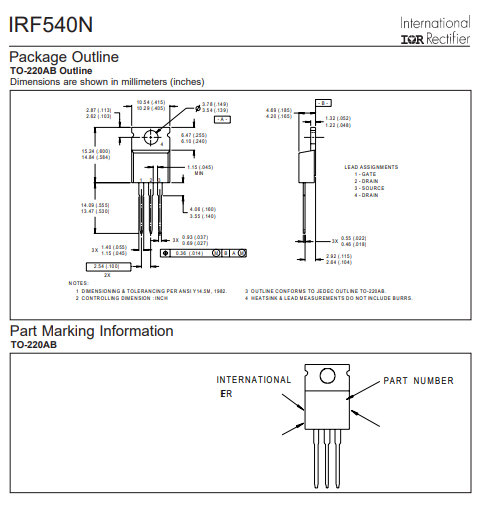 IRF540N
International
IOR Rectifier
Package Outline
TO-220AB Outline
Dimensions are shown in millimeters (inches)
2.87 (.113)
2.62 (.103)
10.54 (.415)
10.29 (.405)
3.78 (.149)
3.54 (.139)
- A -
4.69 (.185)
4.20 (.165)
- B -
1.32 (.052)
1.22 (.048)
6.47 (.255)
6.10 (.240)
4
15.24 (.600)
14.84 (.584)
1.15 (.045)
MIN
1 2 3
LEAD ASSIGNMENTS
1 - GATE
2 - DRAIN
3 - SOURCE
4 - DRAIN
14.09 (.555)
13.47 (.530)
4.06 (.160)
3.55 (.140)
3X 0.93 (.037)
0.69 (.027)
3X 0.55 (.022)
0.46 (.018)
3X 1.40 (.055)
1.15 (.045)
0.36 (.014) M B A M
2.54 (.100)
2X
2.92 (.115)
2.64 (.104)
NOTES:
1 DIMENSIONING & TOLERANCING PER ANSI Y14.5M, 1982.
2 CONTROLLING DIMENSION : INCH
3 OUTLINE CONFORMS TO JEDEC OUTLINE TO-220AB.
4 HEATSINK & LEAD MEASUREMENTS DO NOT INCLUDE BURRS.
Part Marking Information
TO-220AB
INTERNATIONAL
IER
PART NUMBER